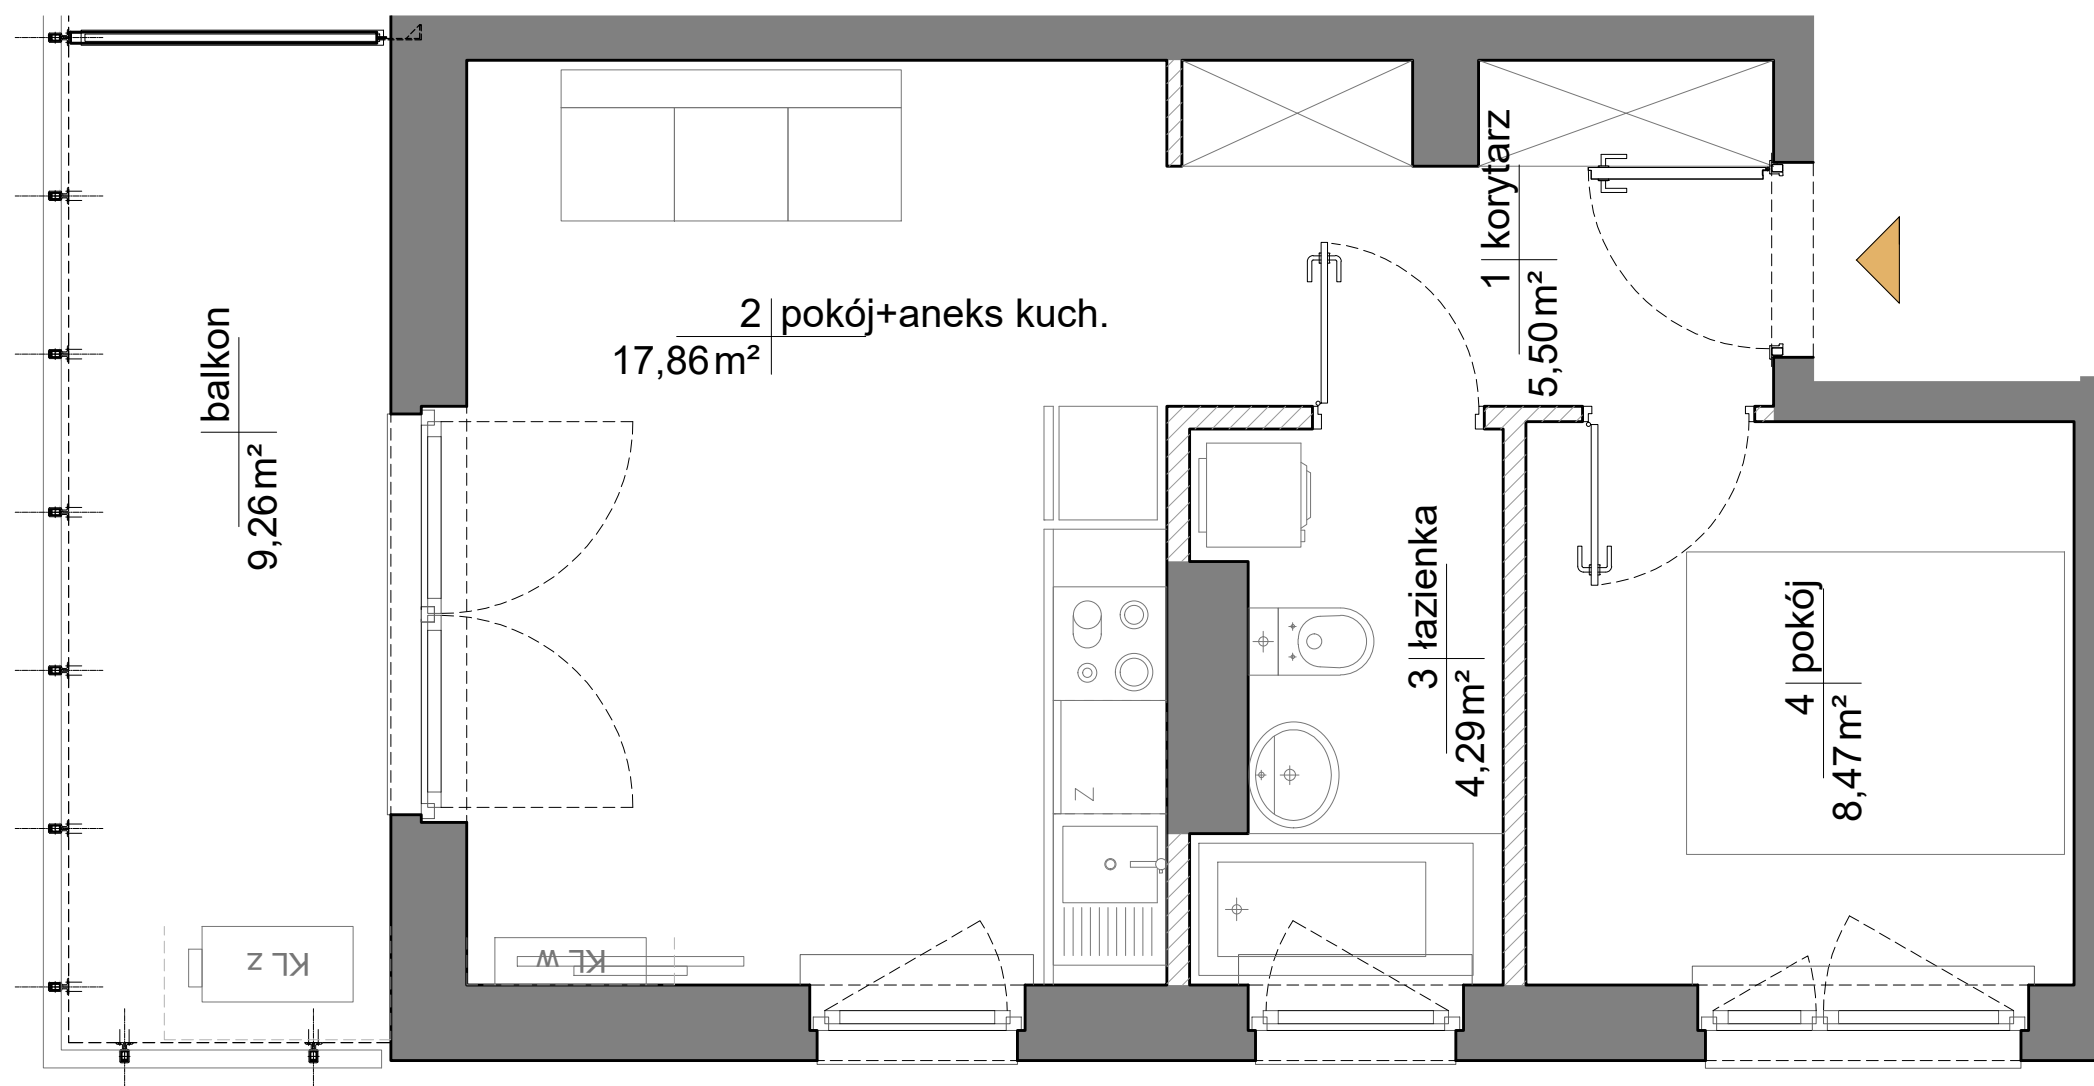 balkon
9,26 m²
2 pokój+aneks kuch.
17,86 m²
1 korytarz
5,50 m²
3 łazienka
4,29 m²
4 pokój
8,47 m²
KL z
KL w
Z